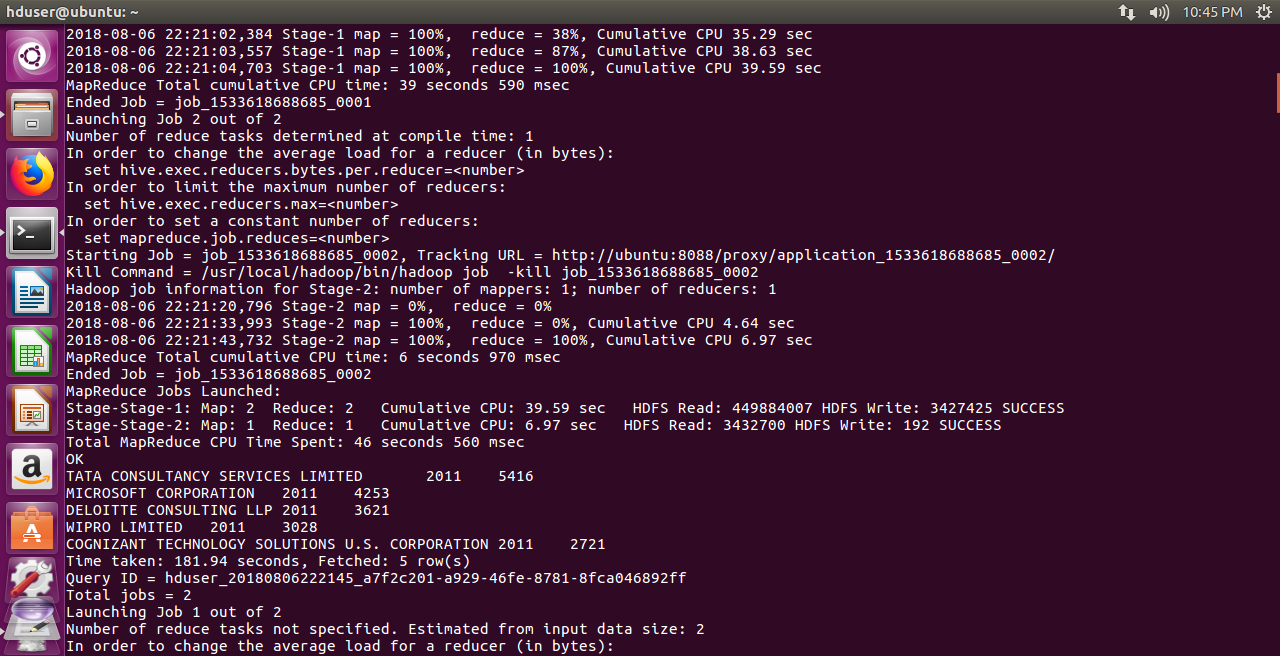 hduser@ubuntu: ~
10:45 PM
2018-08-06 22:21:02,384 Stage-1 map = 100%,  reduce = 38%, Cumulative CPU 35.29 sec
2018-08-06 22:21:03,557 Stage-1 map = 100%,  reduce = 87%, Cumulative CPU 38.63 sec
2018-08-06 22:21:04,703 Stage-1 map = 100%,  reduce = 100%, Cumulative CPU 39.59 sec
MapReduce Total cumulative CPU time: 39 seconds 590 msec
Ended Job = job_1533618688685_0001
Launching Job 2 out of 2
Number of reduce tasks determined at compile time: 1
In order to change the average load for a reducer (in bytes):
  set hive.exec.reducers.bytes.per.reducer=<number>
In order to limit the maximum number of reducers:
  set hive.exec.reducers.max=<number>
In order to set a constant number of reducers:
  set mapreduce.job.reduces=<number>
Starting Job = job_1533618688685_0002, Tracking URL = http://ubuntu:8088/proxy/application_1533618688685_0002/
Kill Command = /usr/local/hadoop/bin/hadoop job  -kill job_1533618688685_0002
Hadoop job information for Stage-2: number of mappers: 1; number of reducers: 1
2018-08-06 22:21:20,796 Stage-2 map = 0%,  reduce = 0%
2018-08-06 22:21:33,993 Stage-2 map = 100%,  reduce = 0%, Cumulative CPU 4.64 sec
2018-08-06 22:21:43,732 Stage-2 map = 100%,  reduce = 100%, Cumulative CPU 6.97 sec
MapReduce Total cumulative CPU time: 6 seconds 970 msec
Ended Job = job_1533618688685_0002
MapReduce Jobs Launched:
Stage-Stage-1: Map: 2  Reduce: 2   Cumulative CPU: 39.59 sec   HDFS Read: 449884007 HDFS Write: 3427425 SUCCESS
Stage-Stage-2: Map: 1  Reduce: 1   Cumulative CPU: 6.97 sec   HDFS Read: 3432700 HDFS Write: 192 SUCCESS
Total MapReduce CPU Time Spent: 46 seconds 560 msec
OK
TATA CONSULTANCY SERVICES LIMITED       2011    5416
MICROSOFT CORPORATION   2011    4253
DELOITTE CONSULTING LLP 2011    3621
WIPRO LIMITED   2011    3028
COGNIZANT TECHNOLOGY SOLUTIONS U.S. CORPORATION 2011    2721
Time taken: 181.94 seconds, Fetched: 5 row(s)
Query ID = hduser_20180806222145_a7f2c201-a929-46fe-8781-8fca046892ff
Total jobs = 2
Launching Job 1 out of 2
Number of reduce tasks not specified. Estimated from input data size: 2
In order to change the average load for a reducer (in bytes):